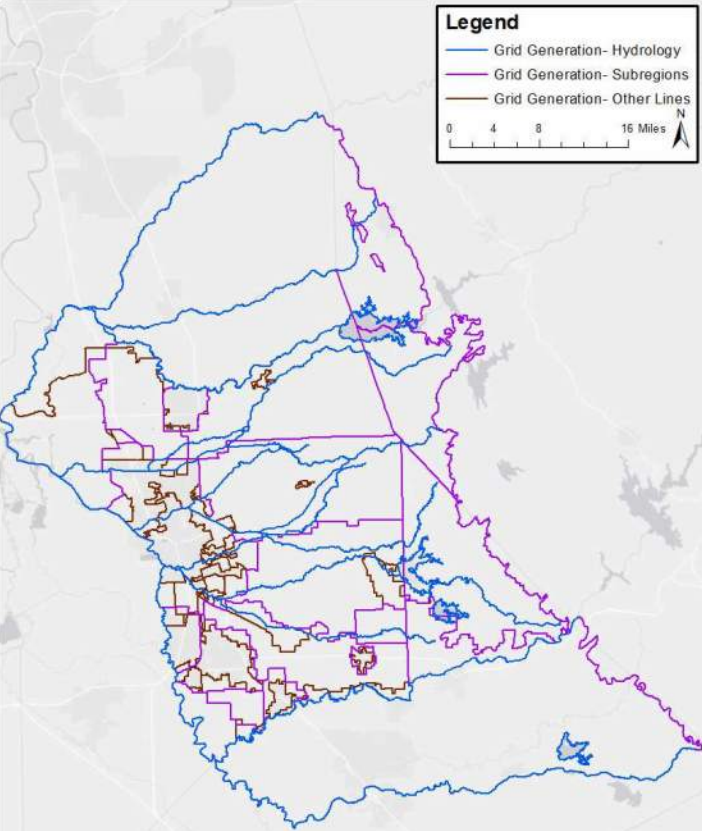 Legend
Grid Generation- Hydrology
Grid Generation- Subregions
Grid Generation- Other Lines
N
0 4 8 16 Miles